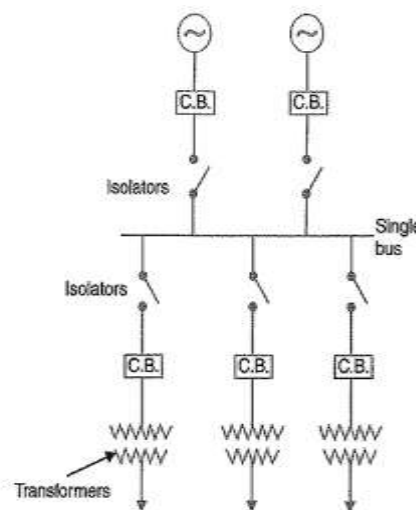 C.B.
C.B.
Isolators
Single
bus
Isolators
C.B.
C.B.
C.B.
Transformers